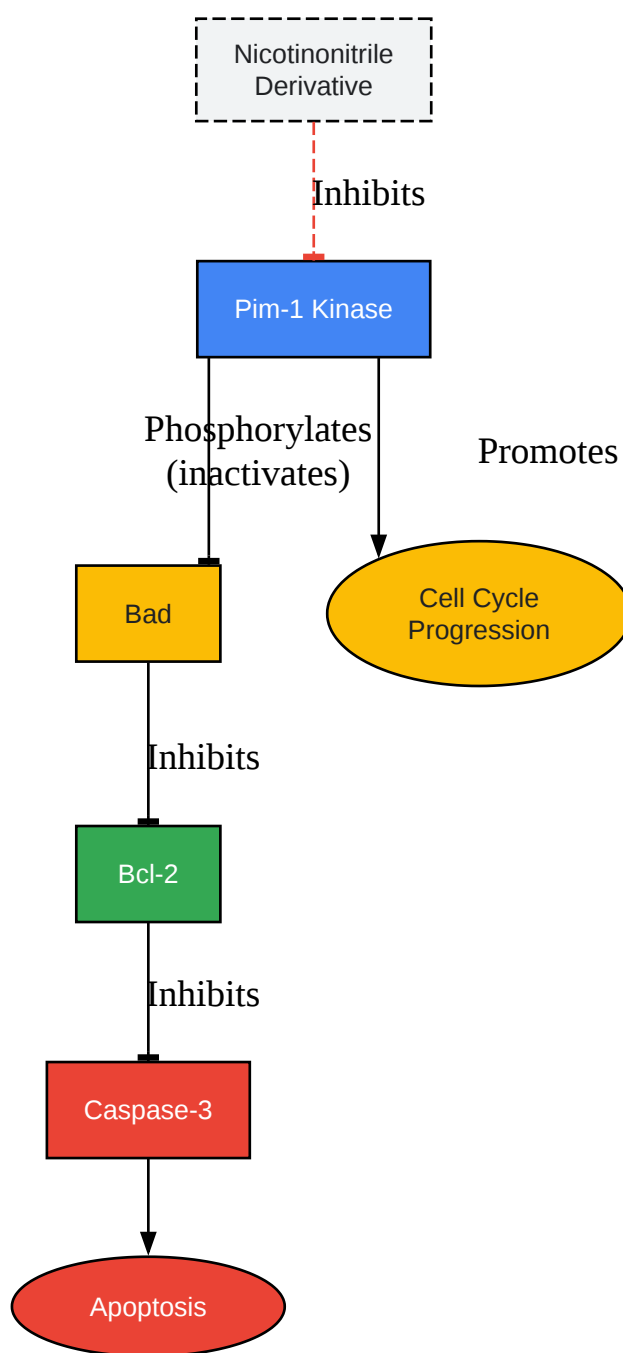 Nicotinonitrile
Derivative
Inhibits
Pim-1 Kinase
Phosphorylates
(inactivates)
Promotes
Bad
Cell Cycle
Progression
Inhibits
Bcl-2
Inhibits
Caspase-3
Apoptosis